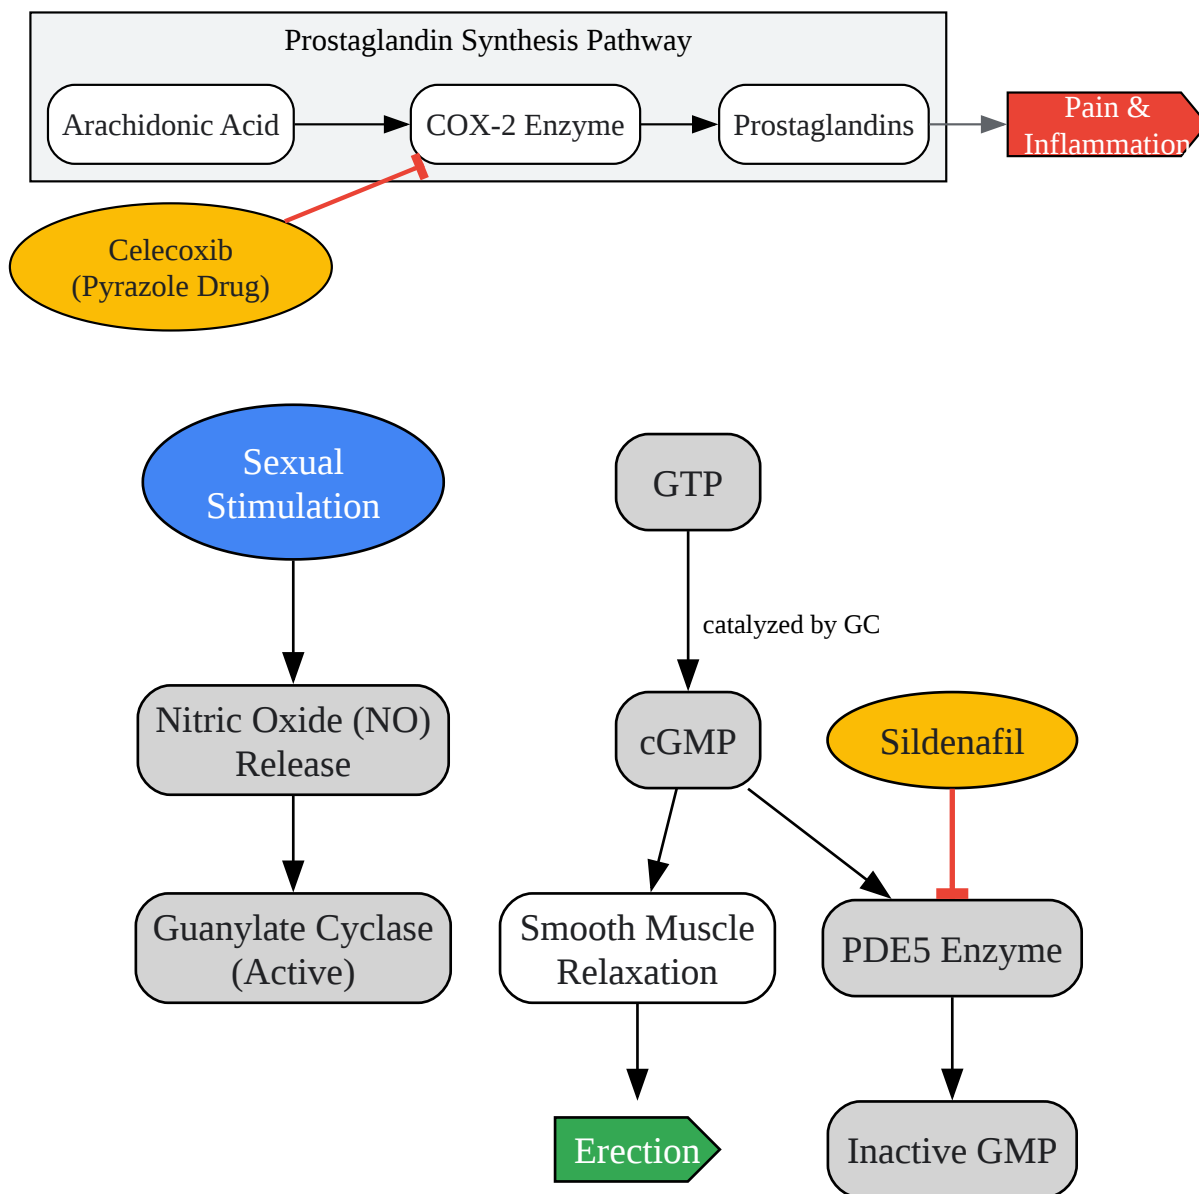 Prostaglandin Synthesis Pathway
Arachidonic Acid
COX-2 Enzyme
Prostaglandins
Pain &
Inflammation
Celecoxib
(Pyrazole Drug)
Sexual
Stimulation
GTP
catalyzed by GC
Nitric Oxide (NO)
Release
cGMP
Sildenafil
Guanylate Cyclase
(Active)
Smooth Muscle
Relaxation
PDE5 Enzyme
Erection
Inactive GMP